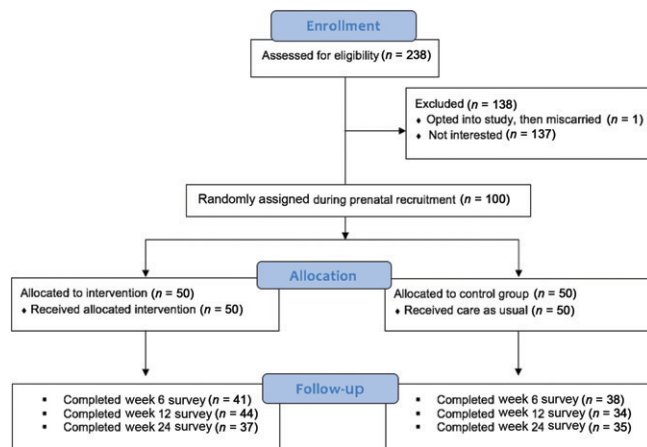 Enrollment
Assessed for eligibility (n = 238)
Excluded (n = 138)
♦ Opted into study, then miscarried (n = 1)
♦ Not interested (n = 137)
Randomly assigned during prenatal recruitment (n = 100)
Allocation
Allocated to intervention (n = 50)
♦ Received allocated intervention (n = 50)
Allocated to control group (n = 50)
♦ Received care as usual (n = 50)
Follow-up
▪ Completed week 6 survey (n = 41)
▪ Completed week 12 survey (n = 44)
▪ Completed week 24 survey (n = 37)
▪ Completed week 6 survey (n = 38)
▪ Completed week 12 survey (n = 34)
▪ Completed week 24 survey (n = 35)